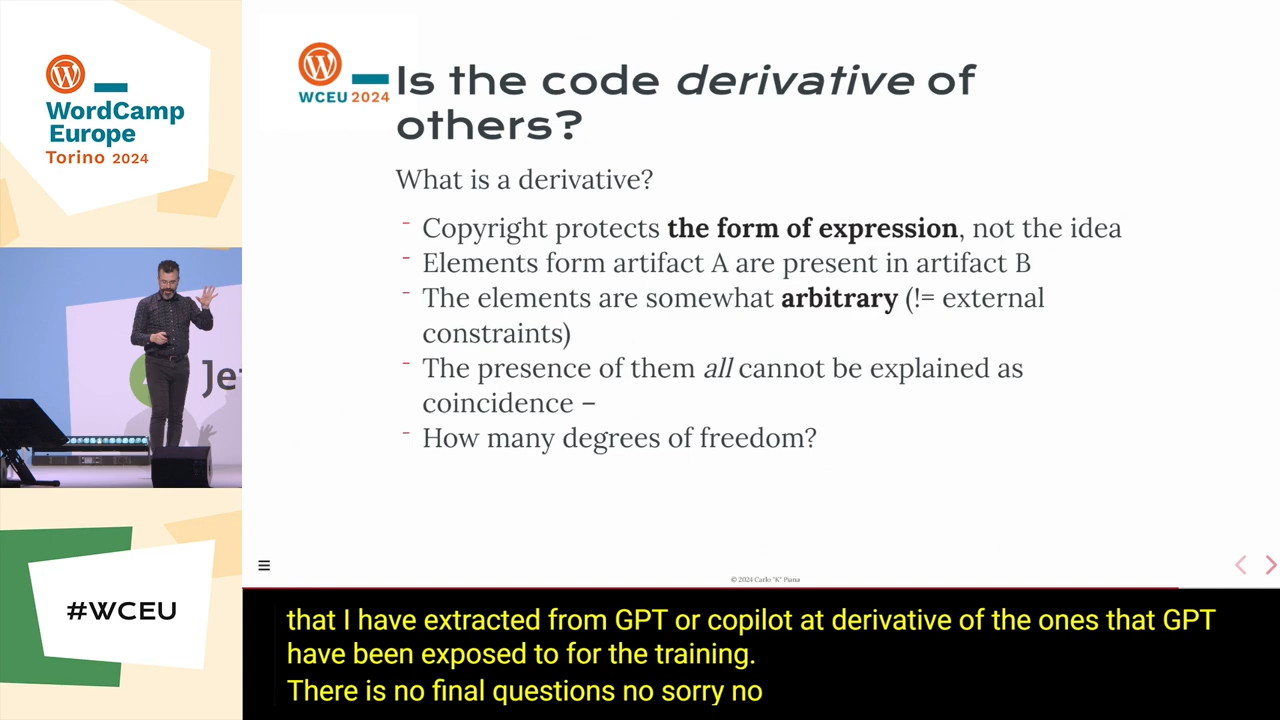 WordCamp
Europe
Torino 2024
WCEU 2024
Is the code derivative of
others?
What is a derivative?
- Copyright protects the form of expression, not the idea
- Elements form artifact A are present in artifact B
- The elements are somewhat arbitrary (!= external
constraints)
- The presence of them all cannot be explained as
coincidence –
- How many degrees of freedom?
© 2024 Carlo "K" Piana
Je
#WCEU
that I have extracted from GPT or copilot at derivative of the ones that GPT
have been exposed to for the training.
There is no final questions no sorry no